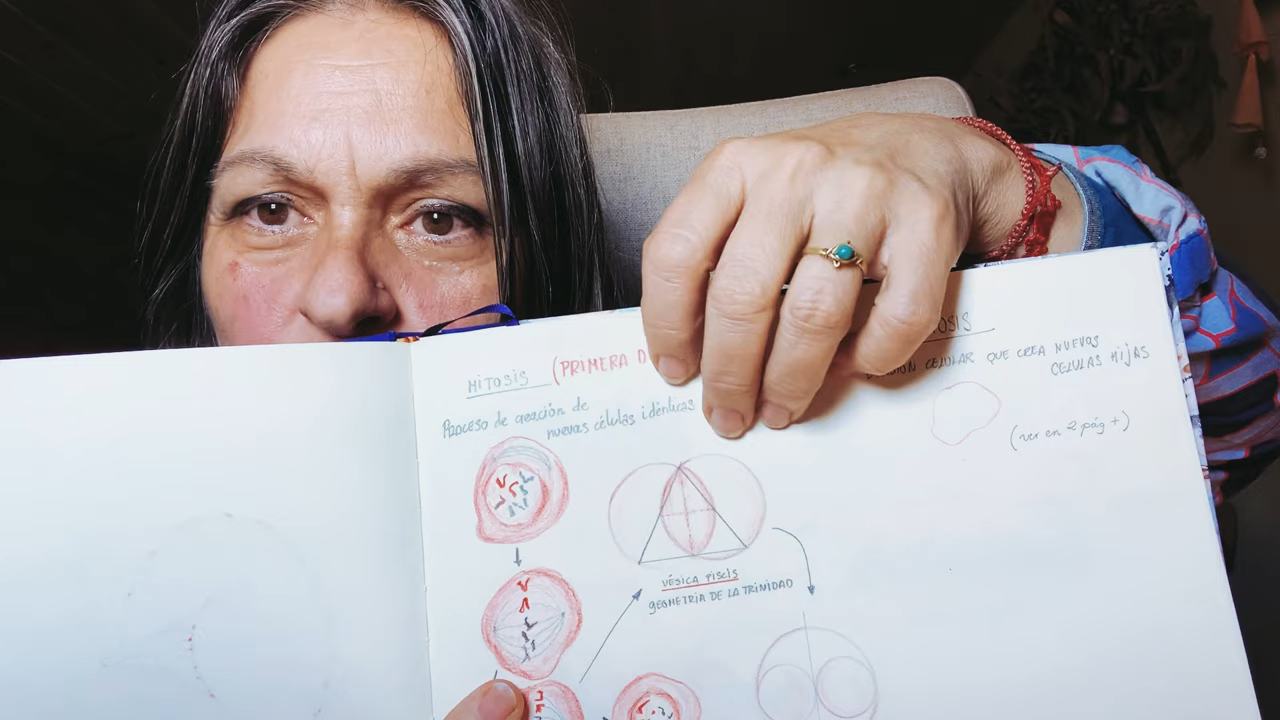 MITOSIS (PRIMERA D
Proceso de creación de
nuevas células idénticas
VÉSICA PISCIS
GEOMETRÍA DE LA TRINIDAD
OSIS
CELULAR QUE CREA NUEVAS
CELULAS HIJAS
(ver en 2 pág +)